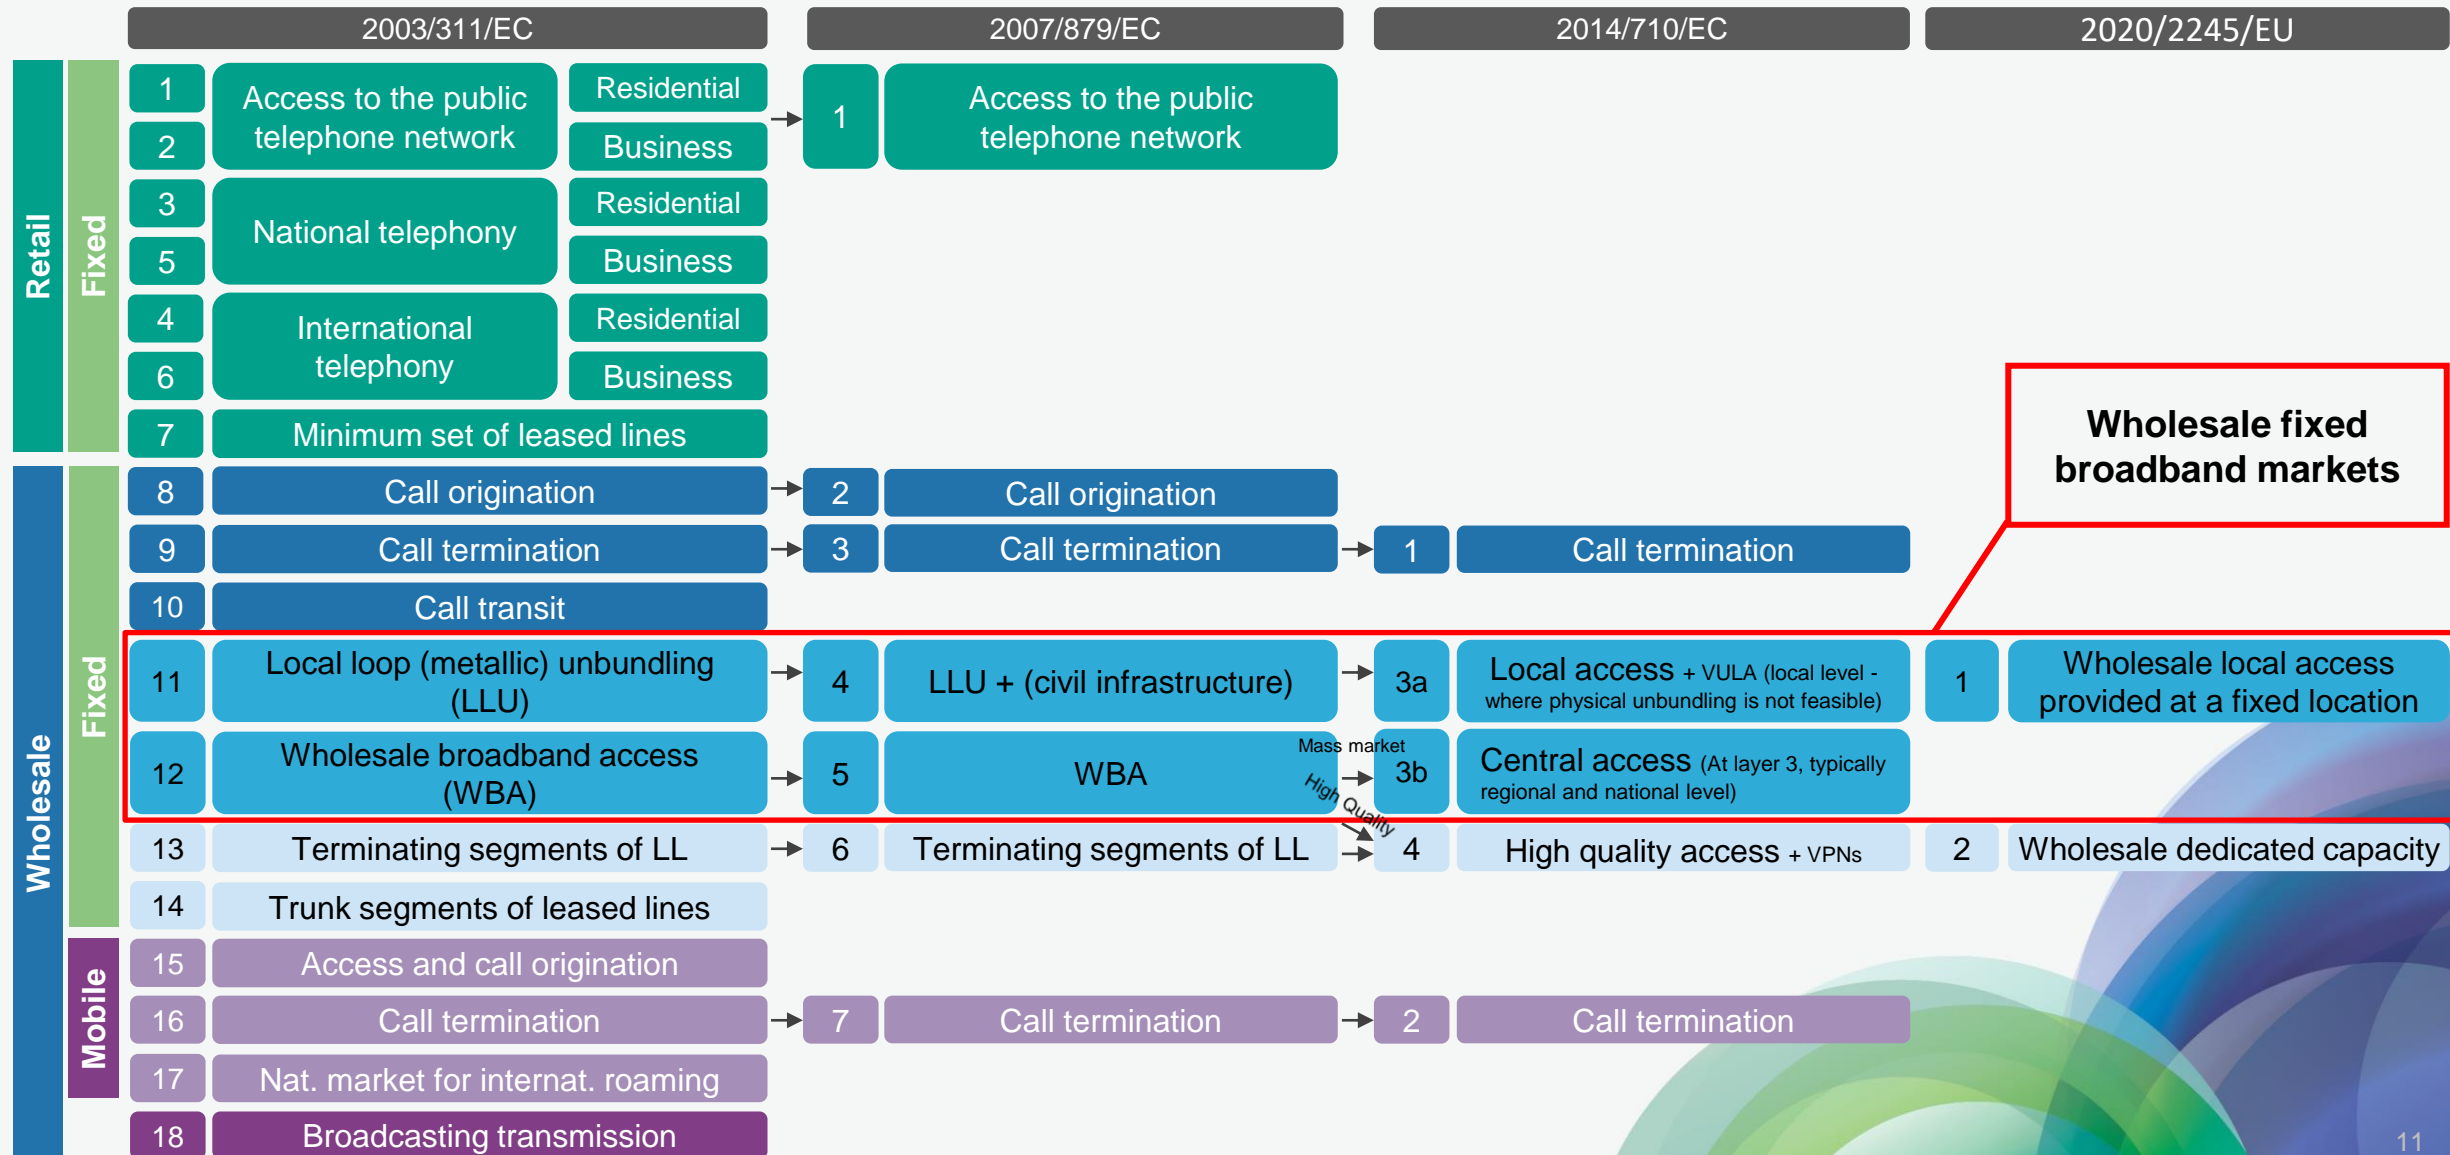 2003/311/EC
2007/879/EC
2014/710/EC
2020/2245/EU
Retail
Fixed
1
2
Access to the public
telephone network
Residential
Business
1
Access to the public
telephone network
3
5
National telephony
Residential
Business
4
6
International
telephony
Residential
Business
7
Minimum set of leased lines
Wholesale fixed
broadband markets
Wholesale
Fixed
8
Call origination
2
Call origination
9
Call termination
3
Call termination
1
Call termination
10
Call transit
11
Local loop (metallic) unbundling
(LLU)
4
LLU + (civil infrastructure)
3a
Local access + VULA (local level -
where physical unbundling is not feasible)
1
Wholesale local access
provided at a fixed location
12
Wholesale broadband access
(WBA)
5
WBA
Mass market
High Quality
3b
Central access (At layer 3, typically
regional and national level)
13
Terminating segments of LL
6
Terminating segments of LL
4
High quality access + VPNs
2
Wholesale dedicated capacity
14
Trunk segments of leased lines
Mobile
15
Access and call origination
16
Call termination
7
Call termination
2
Call termination
17
Nat. market for internat. roaming
18
Broadcasting transmission
11